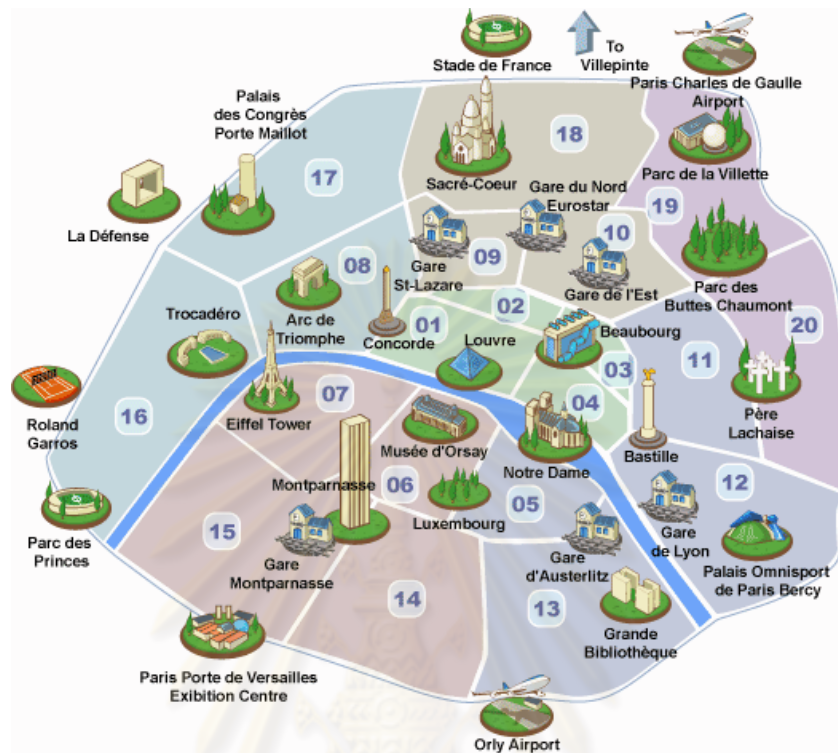 Stade de France
To
Villepinte
Paris Charles de Gaulle
Airport
Palais
des Congrès
Porte Maillot
18
17
Parc de la Villette
Sacré-Coeur
Gare du Nord
Eurostar
19
La Défense
10
09
08
Gare
St-Lazare
Gare de l'Est
Parc des
Buttes Chaumont
Trocadéro
Arc de
Triomphe
02
01
Concorde
Louvre
Beaubourg
20
11
03
07
04
16
Roland
Garros
Eiffel Tower
Musée d'Orsay
Notre Dame
Bastille
Père
Lachaise
Montparnasse
06
Luxembourg
05
12
15
Parc des
Princes
Gare
Montparnasse
Gare
d'Austerlitz
Gare
de Lyon
Palais Omnisport
de Paris Bercy
14
13
Grande
Bibliothèque
Paris Porte de Versailles
Exibition Centre
Orly Airport